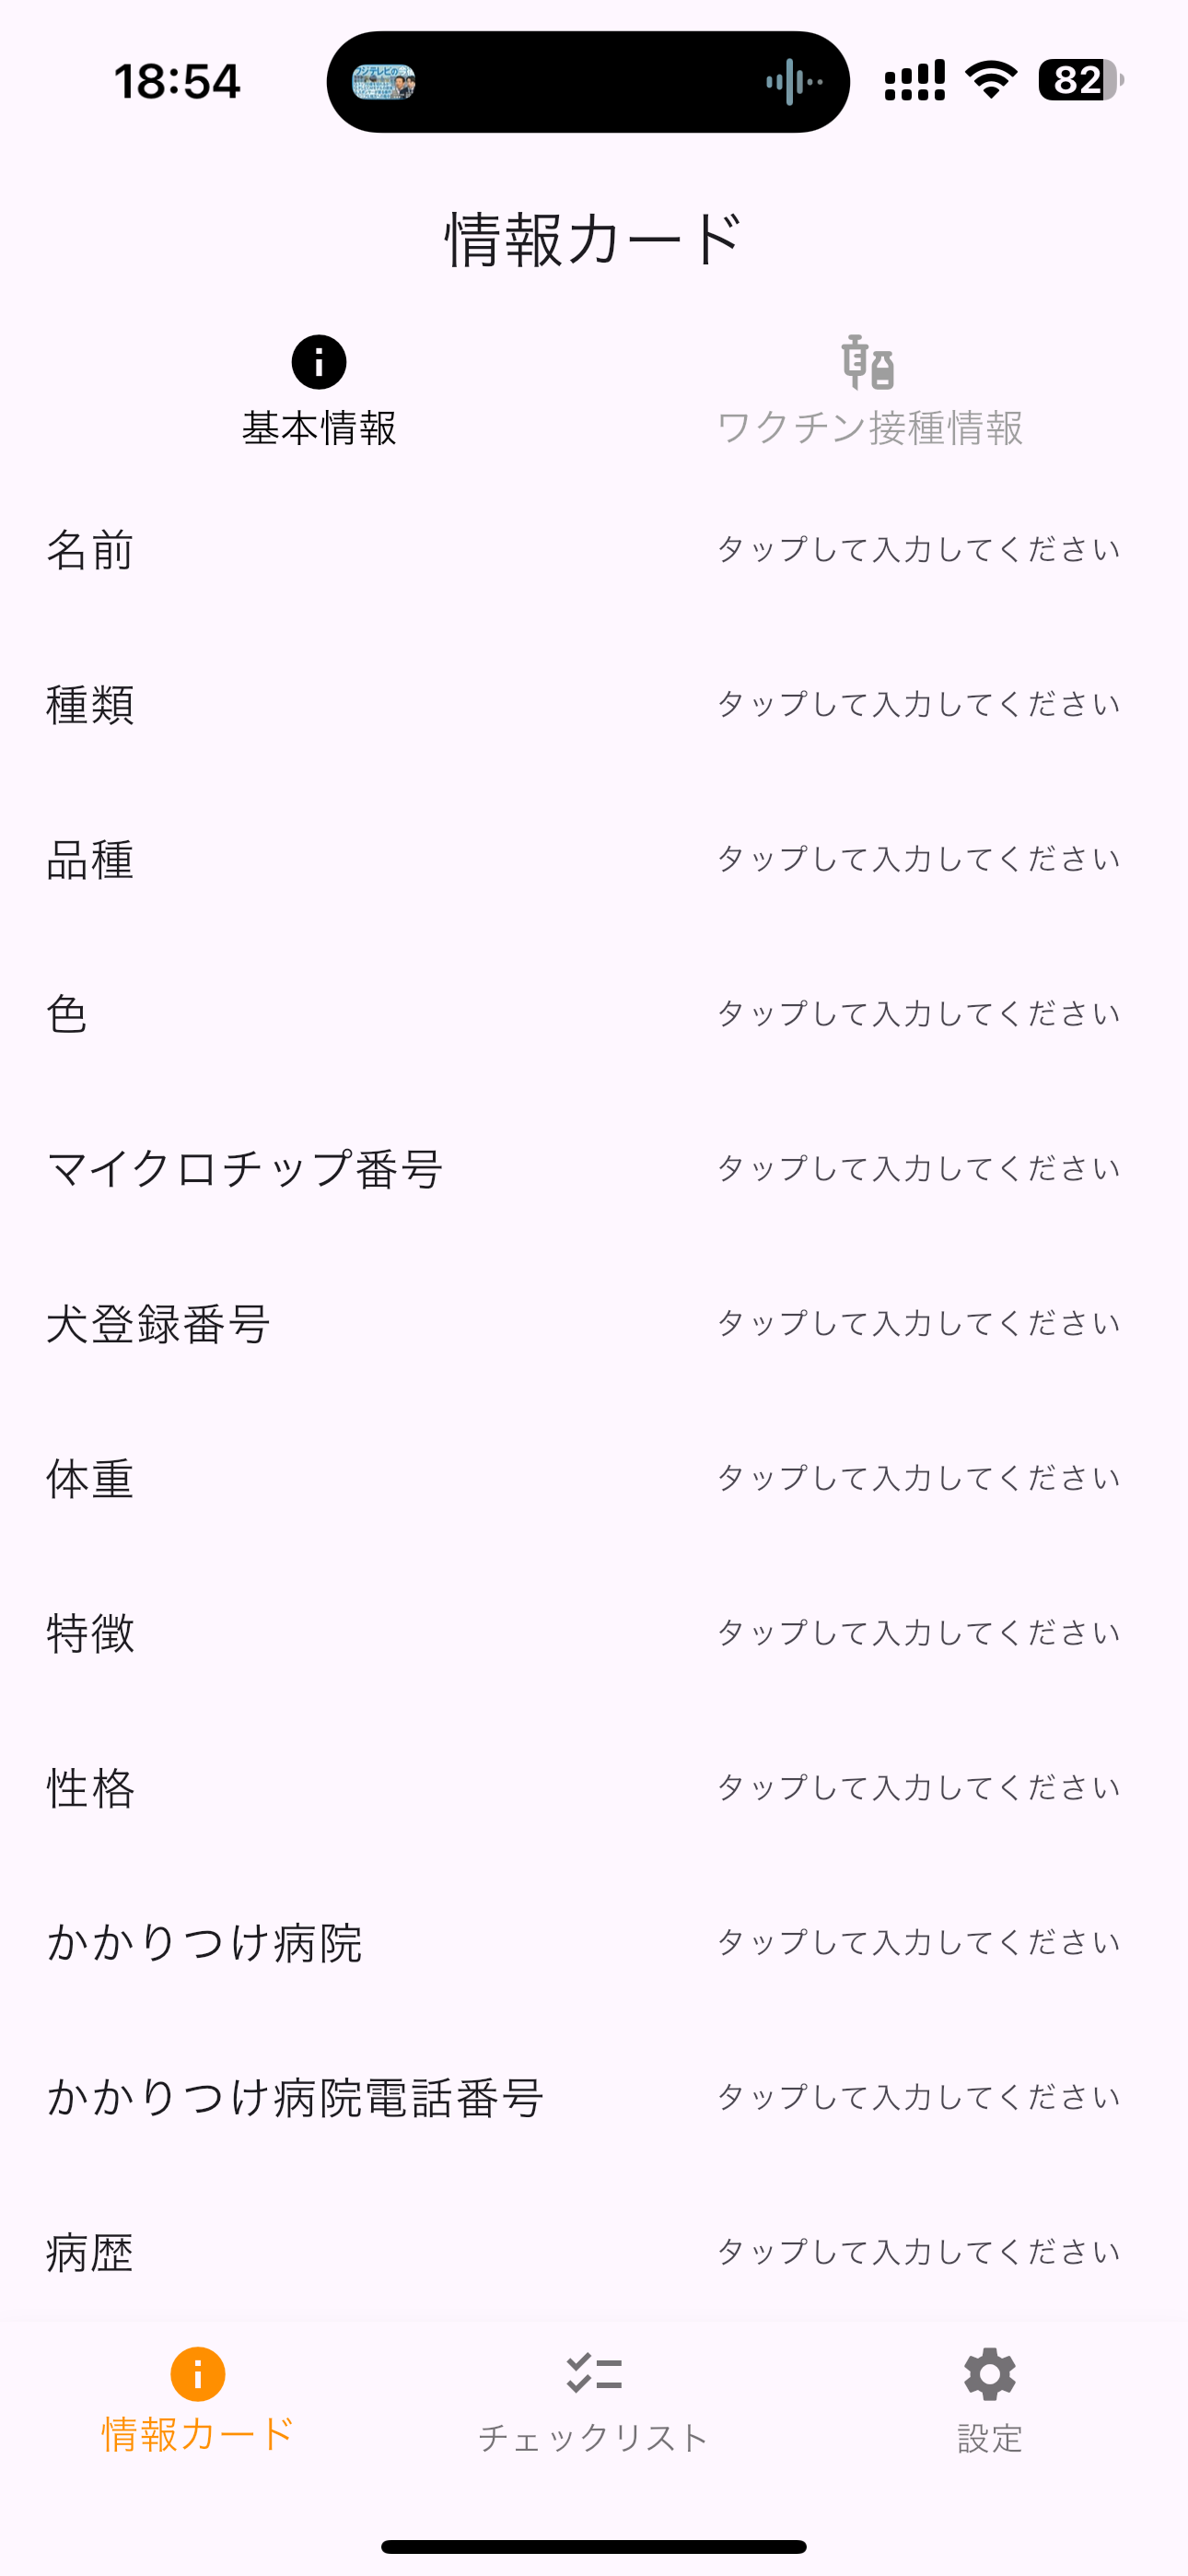 18:54
82
情報カード
基本情報
ワクチン接種情報
名前 タップして入力してください
種類 タップして入力してください
品種 タップして入力してください
色 タップして入力してください
マイクロチップ番号 タップして入力してください
犬登録番号 タップして入力してください
体重 タップして入力してください
特徴 タップして入力してください
性格 タップして入力してください
かかりつけ病院 タップして入力してください
かかりつけ病院電話番号 タップして入力してください
病歴 タップして入力してください
情報カード
チェックリスト
設定